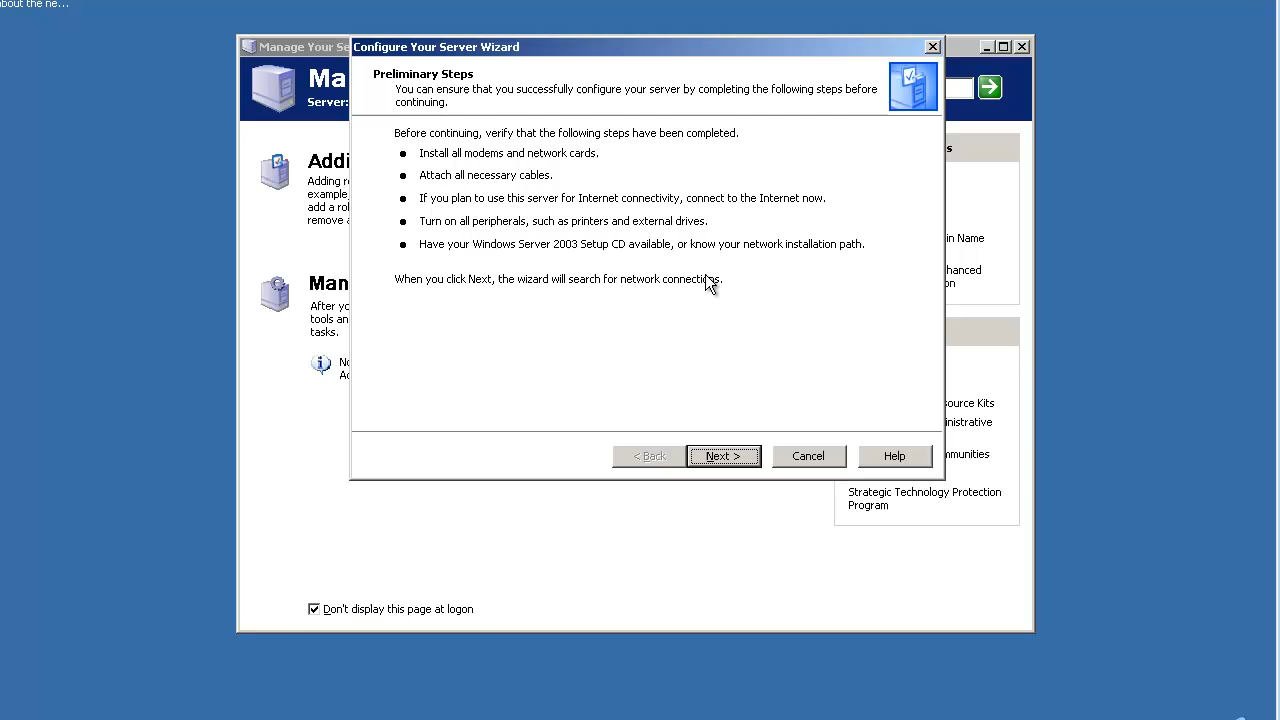 about the ne...
Manage Your Se
Configure Your Server Wizard
Ma
Server:
Preliminary Steps
You can ensure that you successfully configure your server by completing the following steps before
continuing.
Before continuing, verify that the following steps have been completed.
Install all modems and network cards.
Attach all necessary cables.
If you plan to use this server for Internet connectivity, connect to the Internet now.
Turn on all peripherals, such as printers and external drives.
Have your Windows Server 2003 Setup CD available, or know your network installation path.
When you click Next, the wizard will search for network connections.
< Back
Next >
Cancel
Help
Addi
Adding r
example
add a ro
remove a
Man
After yo
tools an
tasks.
No
Ac
s
in Name
hanced
on
source Kits
inistrative
mmunities
Strategic Technology Protection
Program
Don't display this page at logon